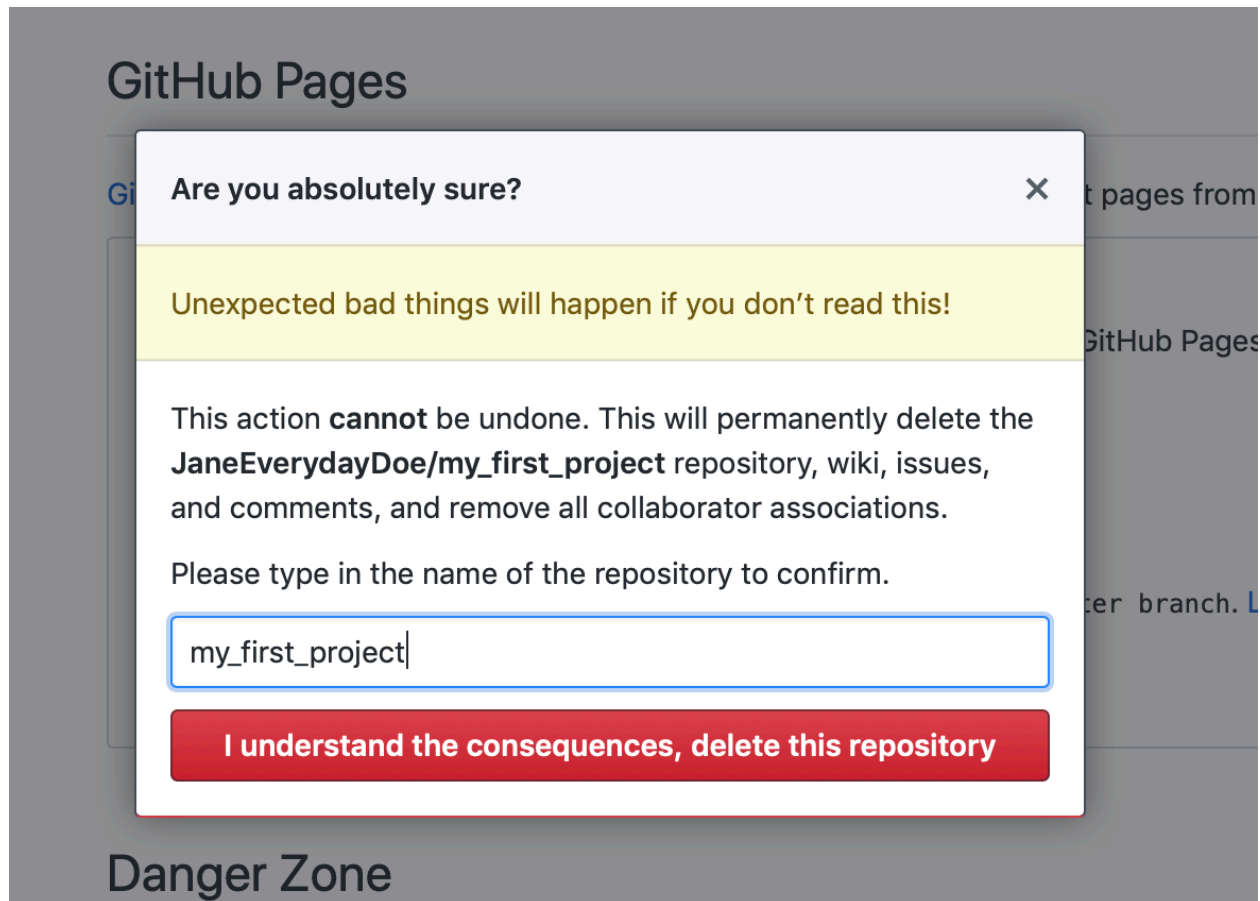 GitHub Pages
Are you absolutely sure?
Gi
t pages from
Unexpected bad things will happen if you don’t read this!
GitHub Pages
This action cannot be undone. This will permanently delete the
JaneEverydayDoe/my_first_project repository, wiki, issues,
and comments, and remove all collaborator associations.
Please type in the name of the repository to confirm.
ter branch. L
my_first_project
I understand the consequences, delete this repository
Danger Zone